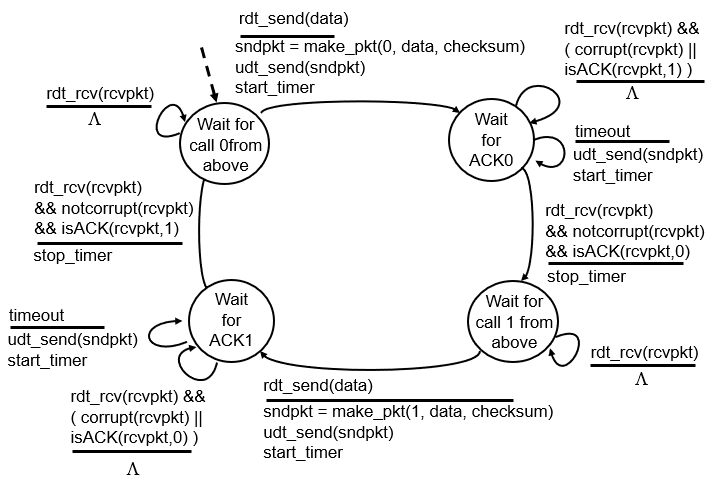 rdt_send(data)
sndpkt = make_pkt(0, data, checksum)
udt_send(sndpkt)
start_timer
rdt_rcv(rcvpkt) &&
( corrupt(rcvpkt) ||
isACK(rcvpkt,1) )
Λ
rdt_rcv(rcvpkt)
Λ
Wait for
call 0from
above
Wait
for
ACK0
timeout
udt_send(sndpkt)
start_timer
rdt_rcv(rcvpkt)
&& notcorrupt(rcvpkt)
&& isACK(rcvpkt,1)
stop_timer
rdt_rcv(rcvpkt)
&& notcorrupt(rcvpkt)
&& isACK(rcvpkt,0)
stop_timer
Wait
for
ACK1
Wait for
call 1 from
above
timeout
udt_send(sndpkt)
start_timer
rdt_rcv(rcvpkt)
Λ
rdt_rcv(rcvpkt) &&
( corrupt(rcvpkt) ||
isACK(rcvpkt,0) )
Λ
rdt_send(data)
sndpkt = make_pkt(1, data, checksum)
udt_send(sndpkt)
start_timer